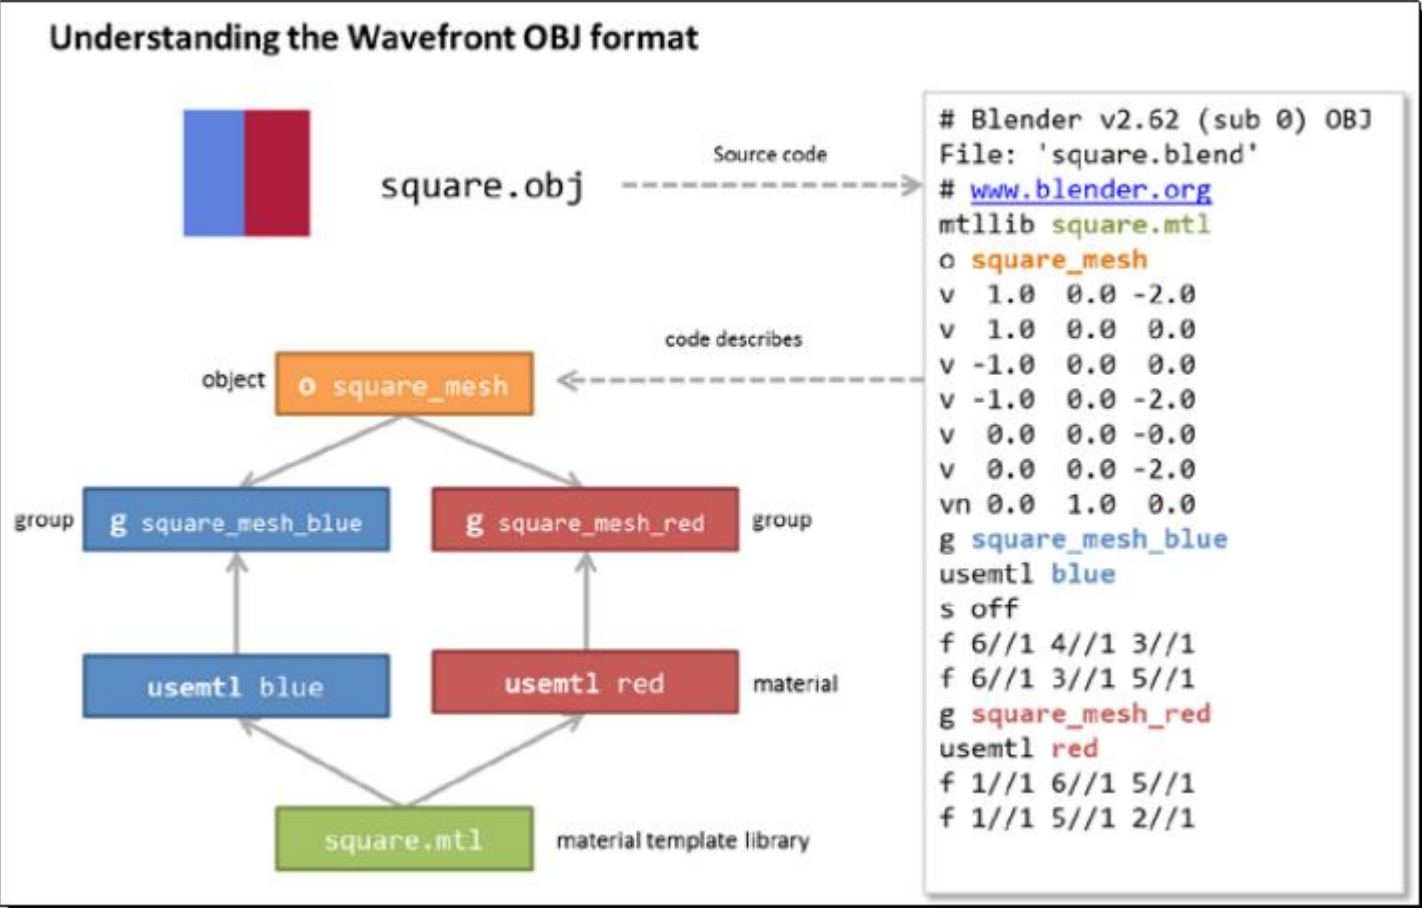 Understanding the Wavefront OBJ format
square.obj
Source code
# Blender v2.62 (sub 0) OBJ
File: 'square.blend'
# www.blender.org
mtllib square.mtl
o square_mesh
v 1.0 0.0 -2.0
v 1.0 0.0 0.0
v -1.0 0.0 0.0
v -1.0 0.0 -2.0
v 0.0 0.0 -0.0
v 0.0 0.0 -2.0
vn 0.0 1.0 0.0
g square_mesh_blue
usemtl blue
s off
f 6//1 4//1 3//1
f 6//1 3//1 5//1
g square_mesh_red
usemtl red
f 1//1 6//1 5//1
f 1//1 5//1 2//1
code describes
object
o square_mesh
group
g square_mesh_blue
g square_mesh_red
group
usemtl blue
usemtl red
material
square.mtl
material template library